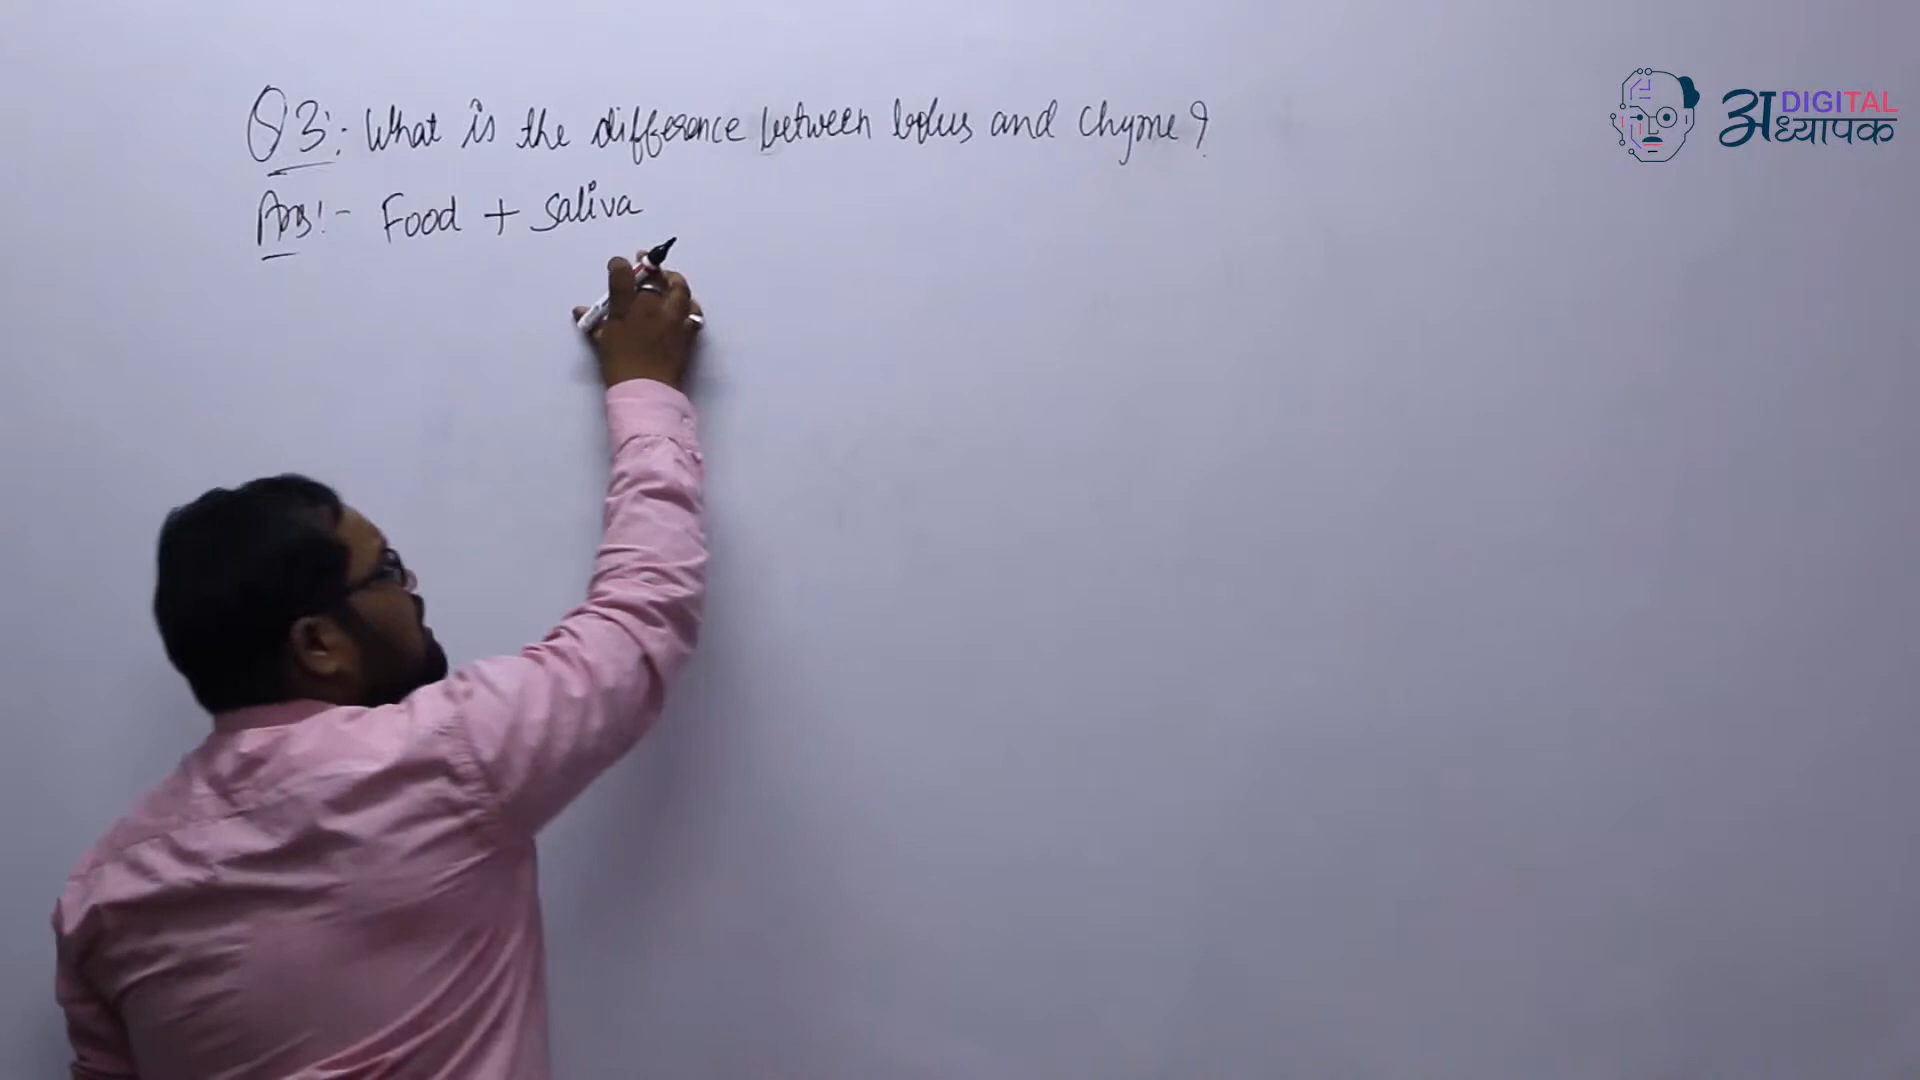 Q3: What is the difference between bolus and chyme?
Ans:- Food + saliva
अध्यापक DIGITAL